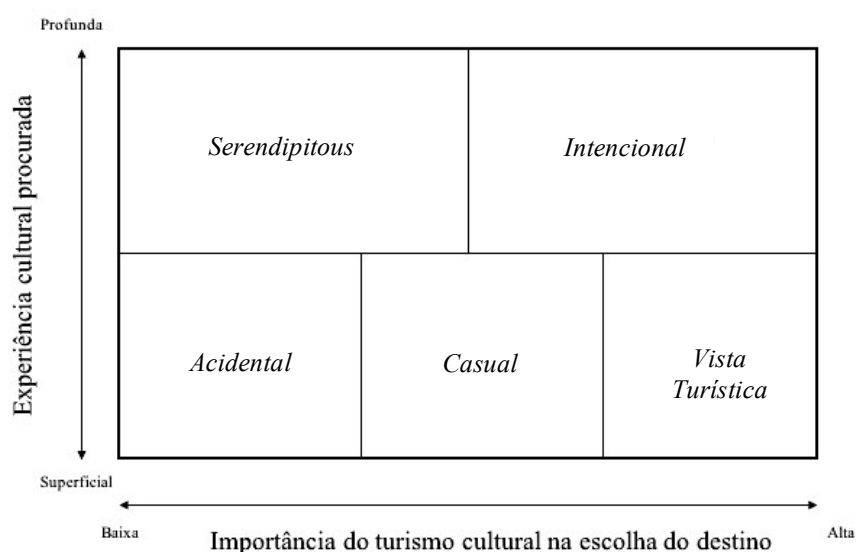 Profunda
Experiência cultural procurada
Serendipitous
Intencional
Acidental
Casual
Vista
Turística
Superficial
Baixa
Importância do turismo cultural na escolha do destino
Alta